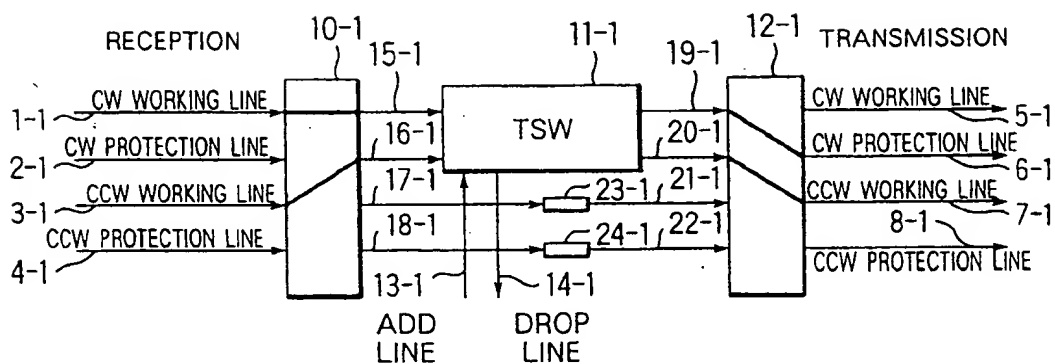 RECEPTION
10-1
15-1
11-1
19-1
12-1
TRANSMISSION
1-1
CW WORKING LINE
TSW
CW WORKING LINE
5-1
2-1
CW PROTECTION LINE
16-1
20-1
CW PROTECTION LINE
6-1
3-1
CCW WORKING LINE
17-1
23-1
21-1
CCW WORKING LINE
7-1
4-1
CCW PROTECTION LINE
18-1
24-1
22-1
8-1
CCW PROTECTION LINE
13-1
14-1
ADD
LINE
DROP
LINE